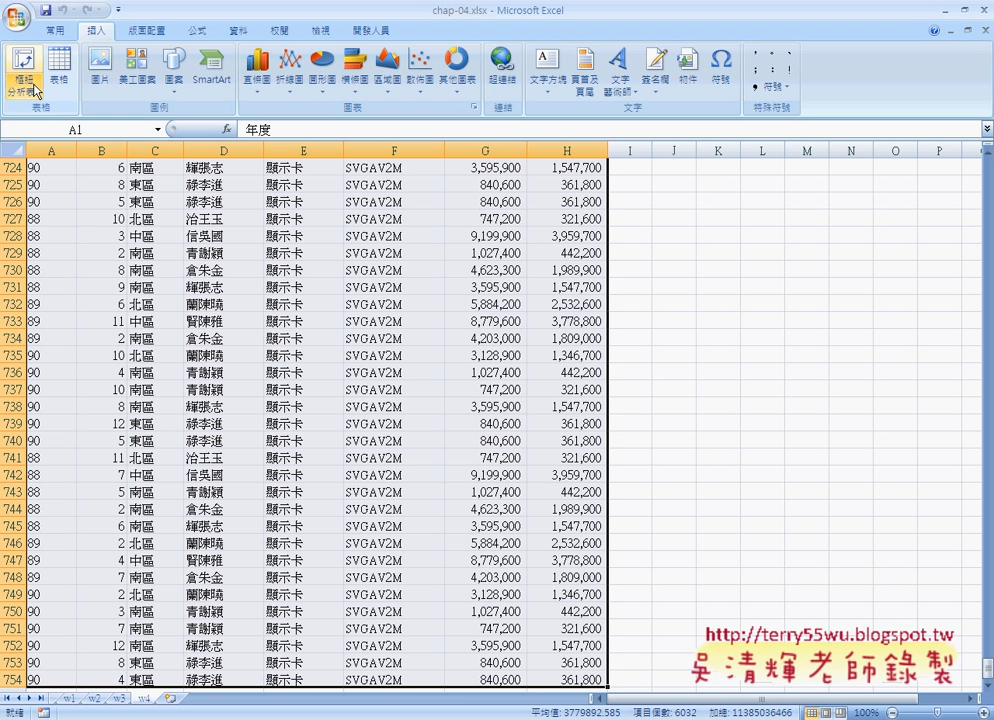 chap-04.xlsx - Microsoft Excel
常用 插入 版面配置 公式 資料 校閱 檢視 開發人員
樞紐分析表 表格 圖片 美工圖案 圖案 SmartArt 直條圖 折線圖 圓形圖 橫條圖 區域圖 散佈圖 其他圖表 超連結 文字方塊 頁首及頁尾 文字藝術師 簽名欄 物件 符號 符號
表格 圖例 圖表 連結 文字 特殊符號
A1 fx 年度
A B C D E F G H I J K L M N O P
724 90 6 南區 輝張志 顯示卡 SVGAV2M 3,595,900 1,547,700
725 90 8 東區 祿李進 顯示卡 SVGAV2M 840,600 361,800
726 90 5 東區 祿李進 顯示卡 SVGAV2M 840,600 361,800
727 88 10 北區 治王玉 顯示卡 SVGAV2M 747,200 321,600
728 88 3 中區 信吳國 顯示卡 SVGAV2M 9,199,900 3,959,700
729 88 2 南區 青謝穎 顯示卡 SVGAV2M 1,027,400 442,200
730 88 8 南區 倉朱金 顯示卡 SVGAV2M 4,623,300 1,989,900
731 88 9 南區 輝張志 顯示卡 SVGAV2M 3,595,900 1,547,700
732 89 6 北區 蘭陳曉 顯示卡 SVGAV2M 5,884,200 2,532,600
733 89 11 中區 賢陳雅 顯示卡 SVGAV2M 8,779,600 3,778,800
734 89 2 南區 倉朱金 顯示卡 SVGAV2M 4,203,000 1,809,000
735 90 10 北區 蘭陳曉 顯示卡 SVGAV2M 3,128,900 1,346,700
736 90 4 南區 青謝穎 顯示卡 SVGAV2M 1,027,400 442,200
737 90 10 南區 青謝穎 顯示卡 SVGAV2M 747,200 321,600
738 90 8 南區 輝張志 顯示卡 SVGAV2M 3,595,900 1,547,700
739 90 12 東區 祿李進 顯示卡 SVGAV2M 840,600 361,800
740 90 5 東區 祿李進 顯示卡 SVGAV2M 840,600 361,800
741 88 11 北區 治王玉 顯示卡 SVGAV2M 747,200 321,600
742 88 7 中區 信吳國 顯示卡 SVGAV2M 9,199,900 3,959,700
743 88 5 南區 青謝穎 顯示卡 SVGAV2M 1,027,400 442,200
744 88 2 南區 倉朱金 顯示卡 SVGAV2M 4,623,300 1,989,900
745 88 6 南區 輝張志 顯示卡 SVGAV2M 3,595,900 1,547,700
746 89 2 北區 蘭陳曉 顯示卡 SVGAV2M 5,884,200 2,532,600
747 89 4 中區 賢陳雅 顯示卡 SVGAV2M 8,779,600 3,778,800
748 89 7 南區 倉朱金 顯示卡 SVGAV2M 4,203,000 1,809,000
749 90 2 北區 蘭陳曉 顯示卡 SVGAV2M 3,128,900 1,346,700
750 90 3 南區 青謝穎 顯示卡 SVGAV2M 1,027,400 442,200
751 90 7 南區 青謝穎 顯示卡 SVGAV2M 747,200 321,600
752 90 12 南區 輝張志 顯示卡 SVGAV2M 3,595,900 1,547,700
753 90 8 東區 祿李進 顯示卡 SVGAV2M 840,600 361,800
754 90 4 東區 祿李進 顯示卡 SVGAV2M 840,600 361,800
http://terry55wu.blogspot.tw
吳清輝老師錄製
w1 w2 w3 w4
就緒 平均值: 3779892.585 項目個數: 6032 加總: 11385036466 100%